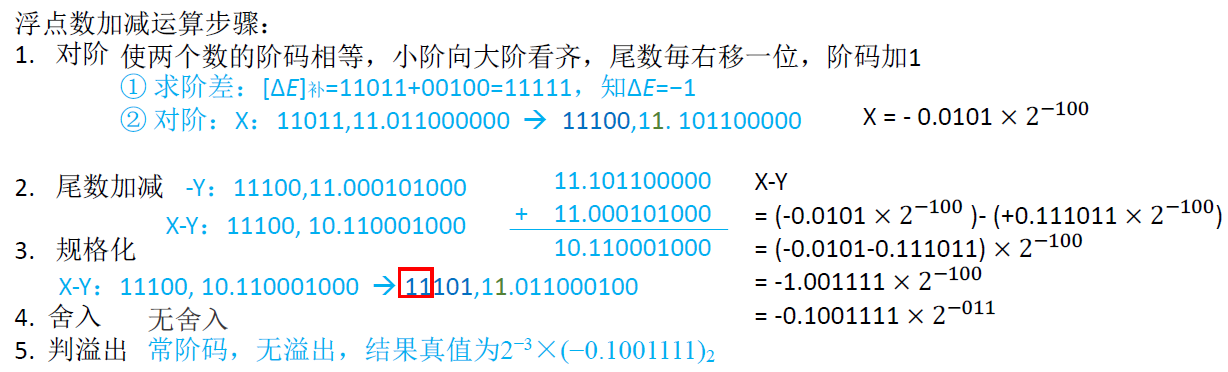 浮点数加减运算步骤：
1. 对阶 使两个数的阶码相等，小阶向大阶看齐，尾数每右移一位，阶码加1
① 求阶差：[ΔE]补=11011+00100=11111，知ΔE=−1
② 对阶：X：11011,11.011000000 → 11100,11. 101100000 X = - 0.0101 × 2^−100
2. 尾数加减 -Y：11100,11.000101000
X-Y：11100, 10.110001000
11.101100000
+ 11.000101000
10.110001000
X-Y
= (-0.0101 × 2^−100 )- (+0.111011 × 2^−100)
= (-0.0101-0.111011) × 2^−100
= -1.001111 × 2^−100
= -0.1001111 × 2^−011
3. 规格化
X-Y：11100, 10.110001000 → 11101,11.011000100
4. 舍入 无舍入
5. 判溢出 常阶码，无溢出，结果真值为2^−3×(−0.1001111)₂